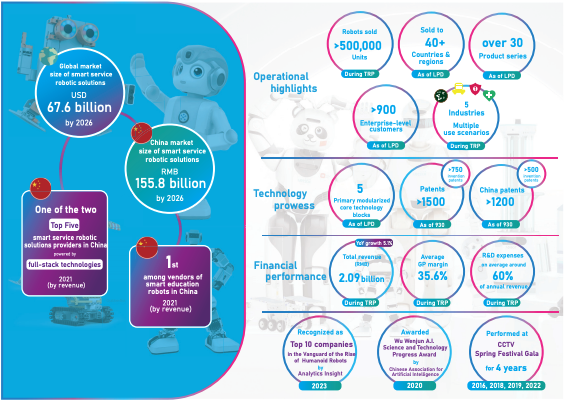 Global market
size of smart service
robotic solutions
USD
67.6 billion
by 2026
China market
size of smart service
robotic solutions
RMB
155.8 billion
by 2026
One of the two
Top Five
smart service robotic
solutions providers in China
powered by
full-stack technologies
2021
(by revenue)
1st
among vendors of
smart education
robots in China
2021
(by revenue)
Operational
highlights
Robots sold
>500,000
Units
During TRP
Sold to
40+
Countries &
regions
As of LPD
over 30
Product series
As of LPD
>900
Enterprise-level
customers
As of LPD
5
Industries
Multiple
use scenarios
During TRP
Technology
prowess
5
Primary modularized
core technology
blocks
As of LPD
>750
invention
patents
Patents
>1500
As of 930
>500
invention
patents
China patents
>1200
As of 930
Financial
performance
YoY growth 5.1%
Total revenue
(RMB)
2.09 billion
During TRP
Average
GP margin
35.6%
During TRP
R&D expenses
on average around
60%
of annual revenue
During TRP
Recognized as
Top 10 companies
in the Vanguard of the Rise
of Humanoid Robots
by
Analytics Insight
2023
Awarded
Wu Wenjun A.I.
Science and Technology
Progress Award
by
Chinese Association for
Artificial Intelligence
2020
Performed at
CCTV
Spring Festival Gala
for 4 years
2016, 2018, 2019, 2022